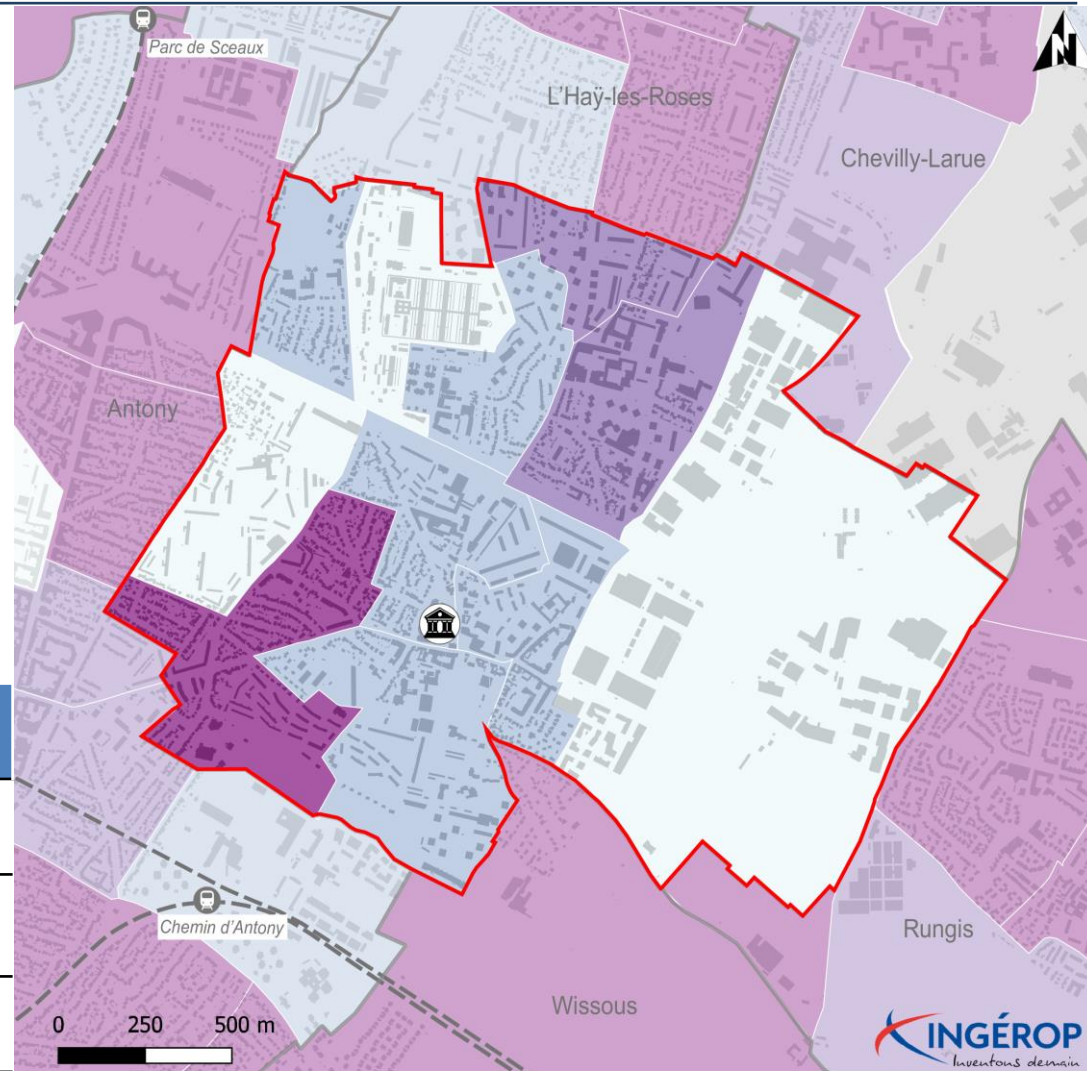 Parc de Sceaux
N
L'Haÿ-les-Roses
Chevilly-Larue
Antony
Chemin d'Antony
Rungis
Wissous
0 250 500 m
INGÉROP
Inventons demain